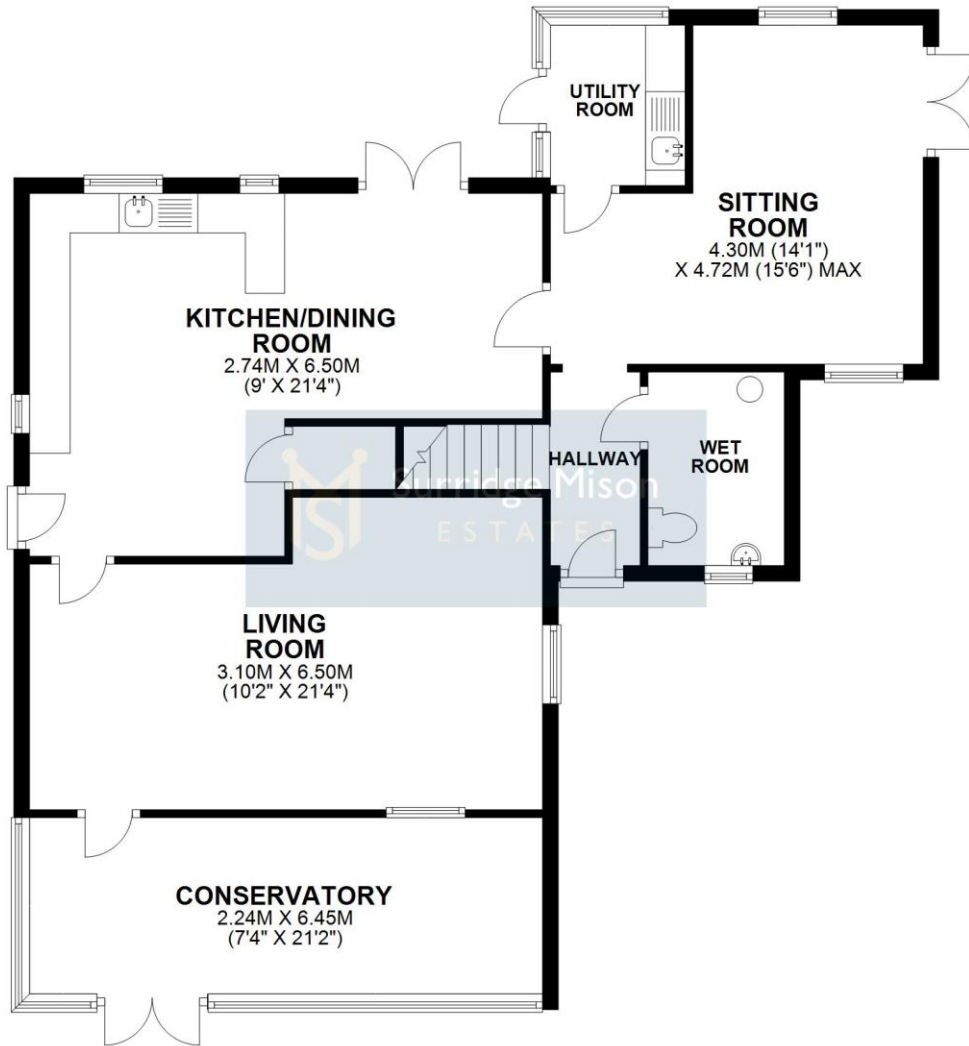 UTILITY
ROOM
SITTING
ROOM
4.30M (14'1")
X 4.72M (15'6") MAX
KITCHEN/DINING
ROOM
2.74M X 6.50M
(9' X 21'4")
HALLWAY
WET
ROOM
Surridge Mison
ESTATES
LIVING
ROOM
3.10M X 6.50M
(10'2" X 21'4")
CONSERVATORY
2.24M X 6.45M
(7'4" X 21'2")